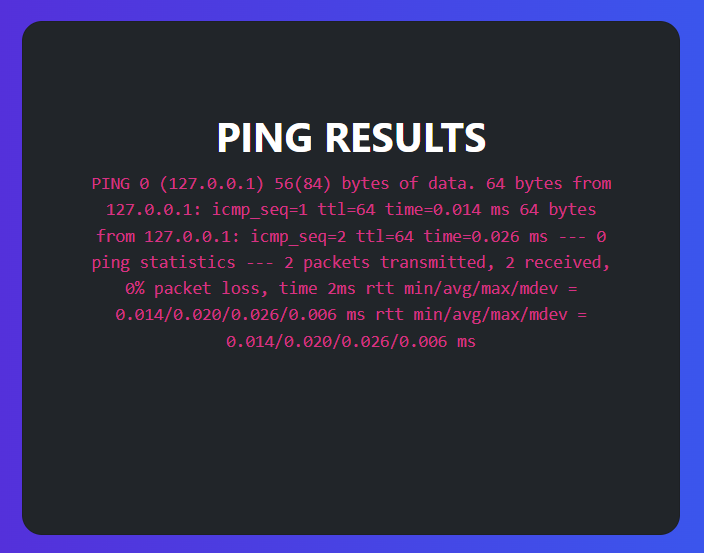 PING RESULTS
PING 0 (127.0.0.1) 56(84) bytes of data. 64 bytes from
127.0.0.1: icmp_seq=1 ttl=64 time=0.014 ms 64 bytes
from 127.0.0.1: icmp_seq=2 ttl=64 time=0.026 ms --- 0
ping statistics --- 2 packets transmitted, 2 received,
0% packet loss, time 2ms rtt min/avg/max/mdev =
0.014/0.020/0.026/0.006 ms rtt min/avg/max/mdev =
0.014/0.020/0.026/0.006 ms